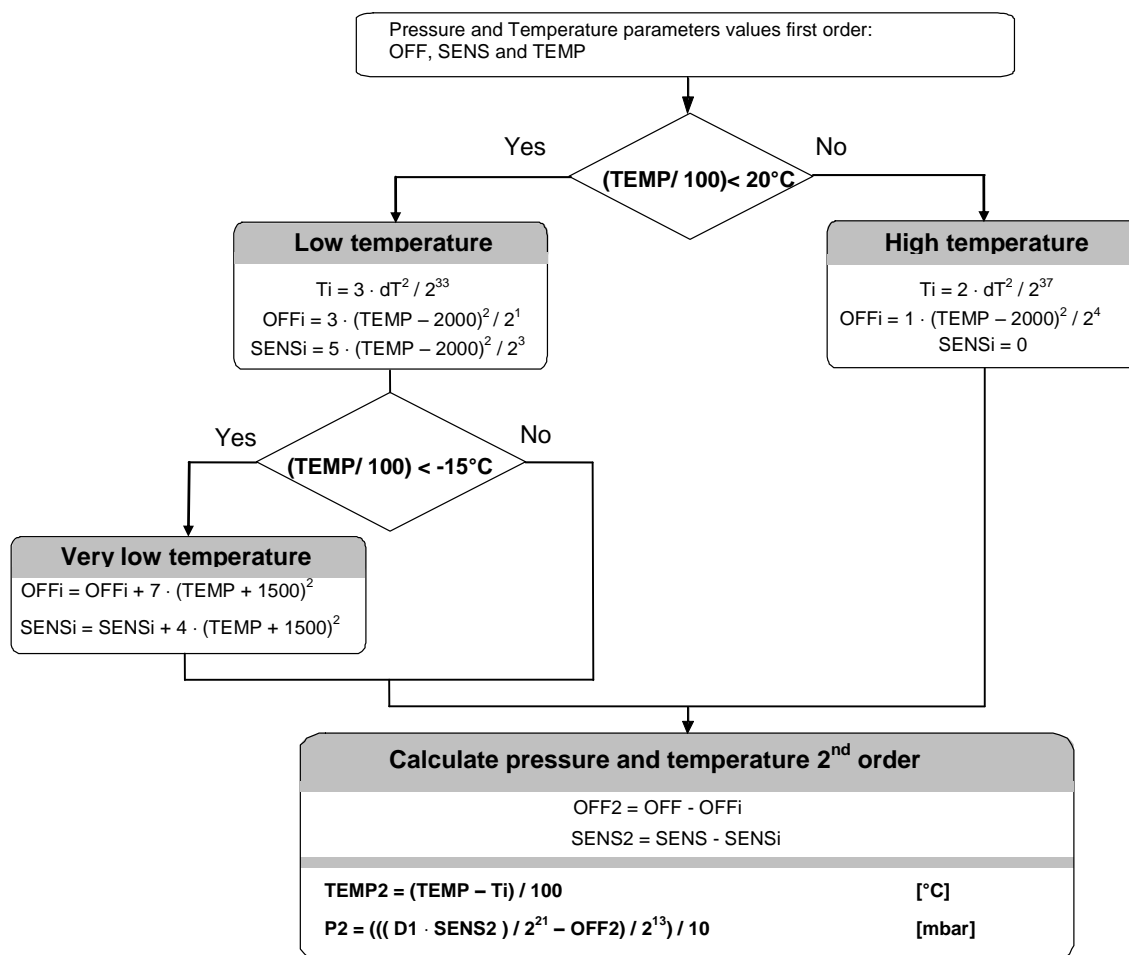 Pressure and Temperature parameters values first order:
OFF, SENS and TEMP
Yes
No
(TEMP/ 100)< 20°C
Low temperature
Ti = 3 · dT² / 2³³
OFFi = 3 · (TEMP – 2000)² / 2¹
SENSi = 5 · (TEMP – 2000)² / 2³
High temperature
Ti = 2 · dT² / 2³⁷
OFFi = 1 · (TEMP – 2000)² / 2⁴
SENSi = 0
Yes
No
(TEMP/ 100) < -15°C
Very low temperature
OFFi = OFFi + 7 · (TEMP + 1500)²
SENSi = SENSi + 4 · (TEMP + 1500)²
Calculate pressure and temperature 2ⁿᵈ order
OFF2 = OFF - OFFi
SENS2 = SENS - SENSi
TEMP2 = (TEMP – Ti) / 100 [°C]
P2 = ((( D1 · SENS2 ) / 2²¹ – OFF2) / 2¹³) / 10 [mbar]